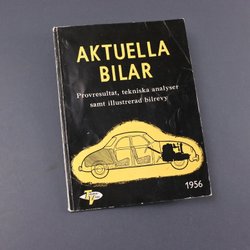 AKTUELLA
BILAR
Provresultat, tekniska analyser
samt illustrerad bilrevy
1956